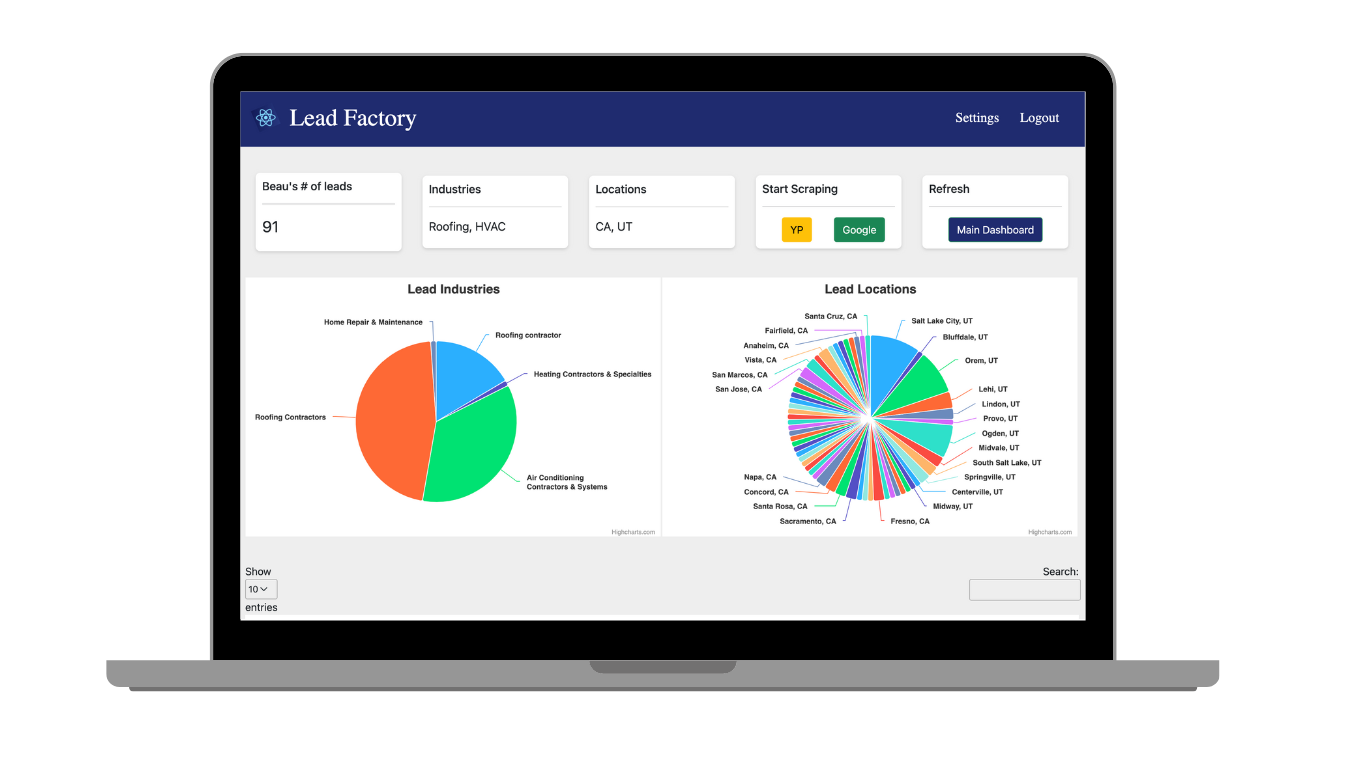 Lead Factory
Settings
Logout
Beau's # of leads
91
Industries
Roofing, HVAC
Locations
CA, UT
Start Scraping
YP
Google
Refresh
Main Dashboard
Lead Industries
Home Repair & Maintenance
Roofing contractor
Heating Contractors & Specialties
Roofing Contractors
Air Conditioning
Contractors & Systems
Highcharts.com
Lead Locations
Santa Cruz, CA
Salt Lake City, UT
Fairfield, CA
Bluffdale, UT
Anaheim, CA
Vista, CA
Orem, UT
San Marcos, CA
San Jose, CA
Lehi, UT
Lindon, UT
Provo, UT
Ogden, UT
Midvale, UT
South Salt Lake, UT
Napa, CA
Springville, UT
Concord, CA
Centerville, UT
Santa Rosa, CA
Midway, UT
Sacramento, CA
Fresno, CA
Highcharts.com
Show
10
entries
Search: